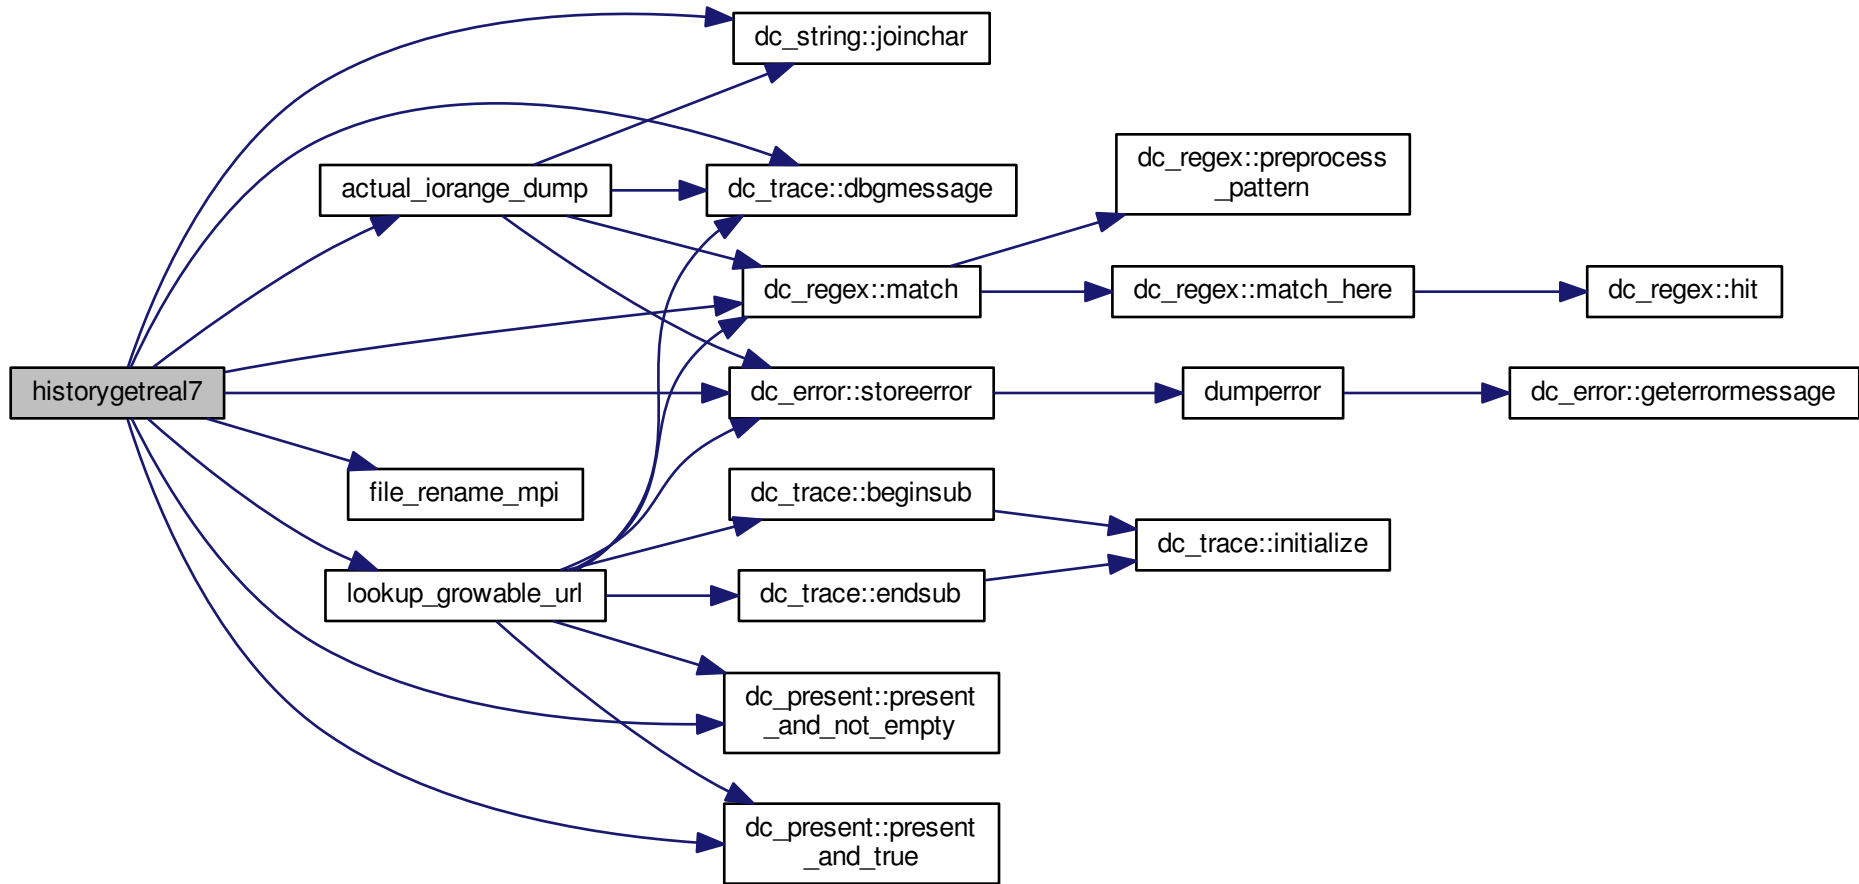 dc_string::joinchar
dc_regex::preprocess
_pattern
actual_iorange_dump
dc_trace::dbgmessage
dc_regex::match
dc_regex::match_here
dc_regex::hit
historygetreal7
dc_error::storeerror
dumperror
dc_error::geterrormessage
file_rename_mpi
dc_trace::beginsub
dc_trace::initialize
lookup_growable_url
dc_trace::endsub
dc_present::present
_and_not_empty
dc_present::present
_and_true